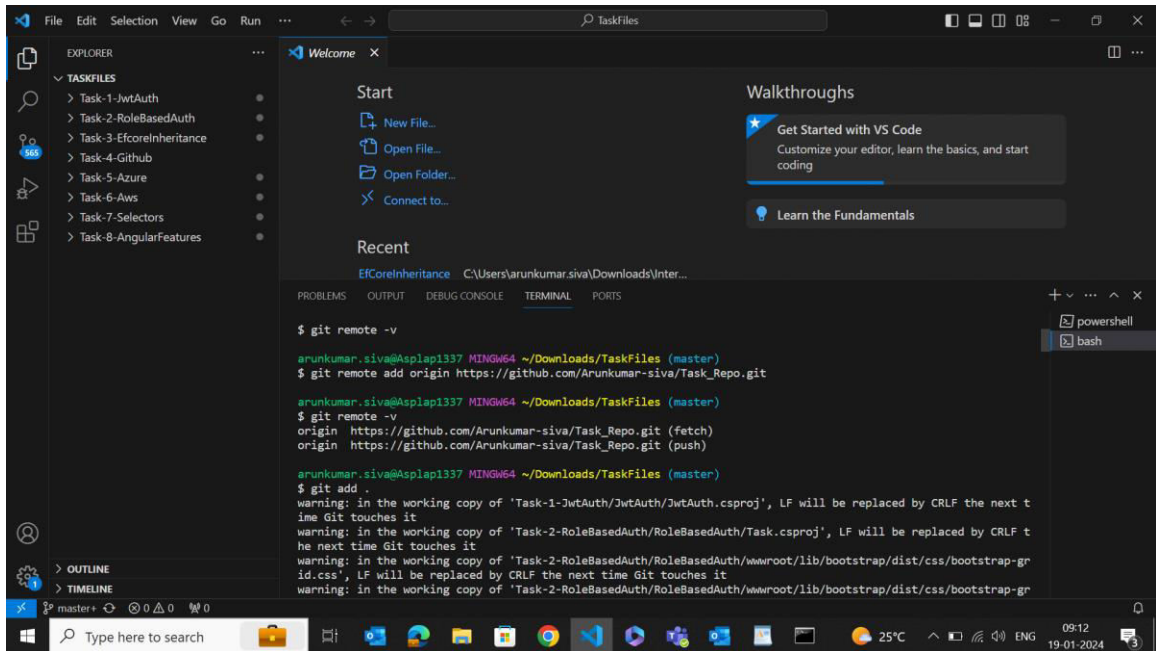 File Edit Selection View Go Run ··· ← → TaskFiles
EXPLORER ···
TASKFILES
> Task-1-JwtAuth
> Task-2-RoleBasedAuth
> Task-3-EfcoreInheritance
> Task-4-Github
> Task-5-Azure
> Task-6-Aws
> Task-7-Selectors
> Task-8-AngularFeatures
565
> OUTLINE
> TIMELINE
1
Welcome ×
Start
New File...
Open File...
Open Folder...
Connect to...
Recent
EfCoreInheritance C:\Users\arunkumar.siva\Downloads\Inter...
Walkthroughs
Get Started with VS Code
Customize your editor, learn the basics, and start
coding
Learn the Fundamentals
PROBLEMS OUTPUT DEBUG CONSOLE TERMINAL PORTS
powershell
bash
$ git remote -v
arunkumar.siva@Asplap1337 MINGW64 ~/Downloads/TaskFiles (master)
$ git remote add origin https://github.com/Arunkumar-siva/Task_Repo.git
arunkumar.siva@Asplap1337 MINGW64 ~/Downloads/TaskFiles (master)
$ git remote -v
origin https://github.com/Arunkumar-siva/Task_Repo.git (fetch)
origin https://github.com/Arunkumar-siva/Task_Repo.git (push)
arunkumar.siva@Asplap1337 MINGW64 ~/Downloads/TaskFiles (master)
$ git add .
warning: in the working copy of 'Task-1-JwtAuth/JwtAuth/JwtAuth.csproj', LF will be replaced by CRLF the next t
ime Git touches it
warning: in the working copy of 'Task-2-RoleBasedAuth/RoleBasedAuth/Task.csproj', LF will be replaced by CRLF t
he next time Git touches it
warning: in the working copy of 'Task-2-RoleBasedAuth/RoleBasedAuth/wwwroot/lib/bootstrap/dist/css/bootstrap-gr
id.css', LF will be replaced by CRLF the next time Git touches it
warning: in the working copy of 'Task-2-RoleBasedAuth/RoleBasedAuth/wwwroot/lib/bootstrap/dist/css/bootstrap-gr
master+ 0 0 0
Type here to search
25°C ENG
09:12
19-01-2024
3